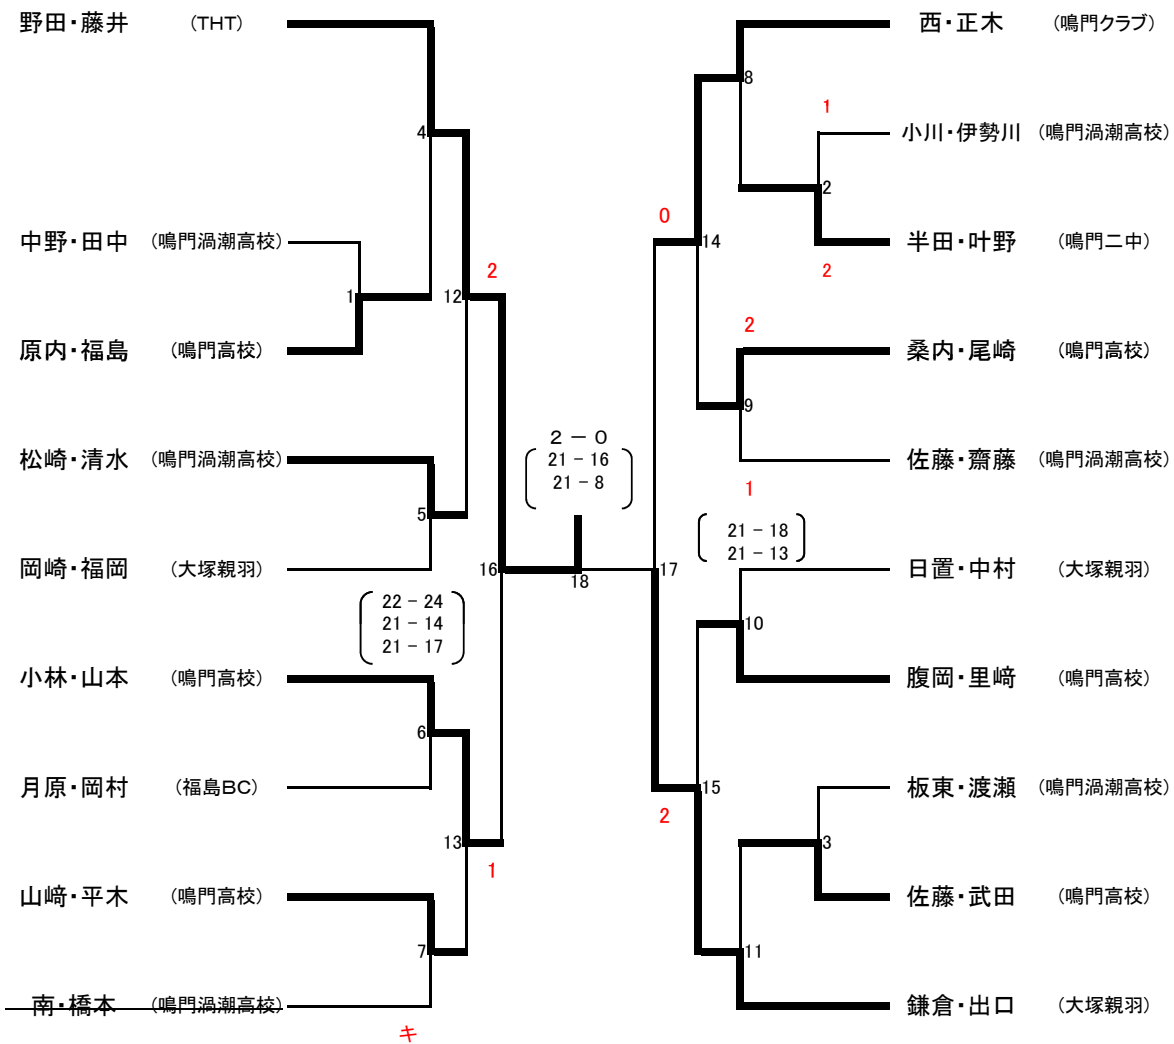 野田・藤井 (THT)
4
中野・田中 (鳴門渦潮高校)
1
12
2
原内・福島 (鳴門高校)
松崎・清水 (鳴門渦潮高校)
5
岡崎・福岡 (大塚親羽)
16
22 − 24
21 − 14
21 − 17
小林・山本 (鳴門高校)
6
月原・岡村 (福島BC)
13
1
山﨑・平木 (鳴門高校)
7
南・橋本 (鳴門渦潮高校)
キ
2 − 0
21 − 16
21 − 8
18
西・正木 (鳴門クラブ)
8
1
小川・伊勢川 (鳴門渦潮高校)
2
0
14
半田・叶野 (鳴門二中)
2
2
桑内・尾崎 (鳴門高校)
9
佐藤・齋藤 (鳴門渦潮高校)
1
21 − 18
21 − 13
17
日置・中村 (大塚親羽)
10
腹岡・里﨑 (鳴門高校)
15
2
板東・渡瀬 (鳴門渦潮高校)
3
佐藤・武田 (鳴門高校)
11
鎌倉・出口 (大塚親羽)